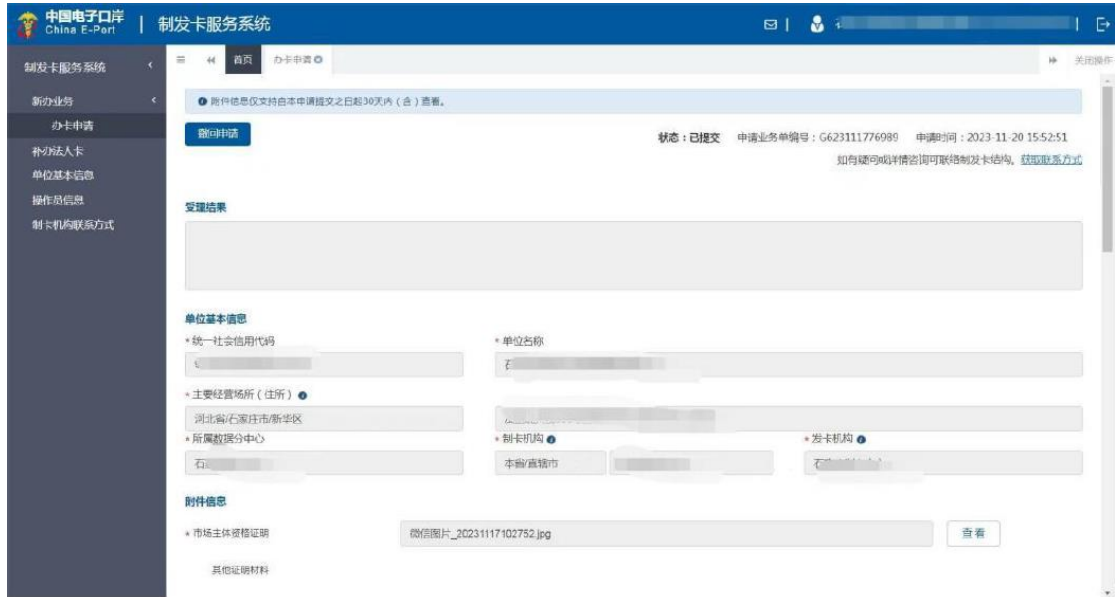 中国电子口岸
China E-Port
制发卡服务系统
制发卡服务系统
首页
办卡申请
关闭操作
新办业务
办卡申请
补办法人卡
单位基本信息
操作员信息
制卡机构联系方式
附件信息仅支持自本申请提交之日起30天内(含)查看。
撤回申请
状态:已提交 申请业务单编号:G623111776989 申请时间:2023-11-20 15:52:51
如有疑问或详情咨询可联络制发卡结构。获取联系方式
受理结果
单位基本信息
*统一社会信用代码
*单位名称
石
*主要经营场所(住所)
河北省/石家庄市/新华区
*所属数据分中心
*制卡机构
*发卡机构
石
本省/直辖市
石
附件信息
*市场主体资格证明
微信图片_20231117102752.jpg
查看
其他证明材料